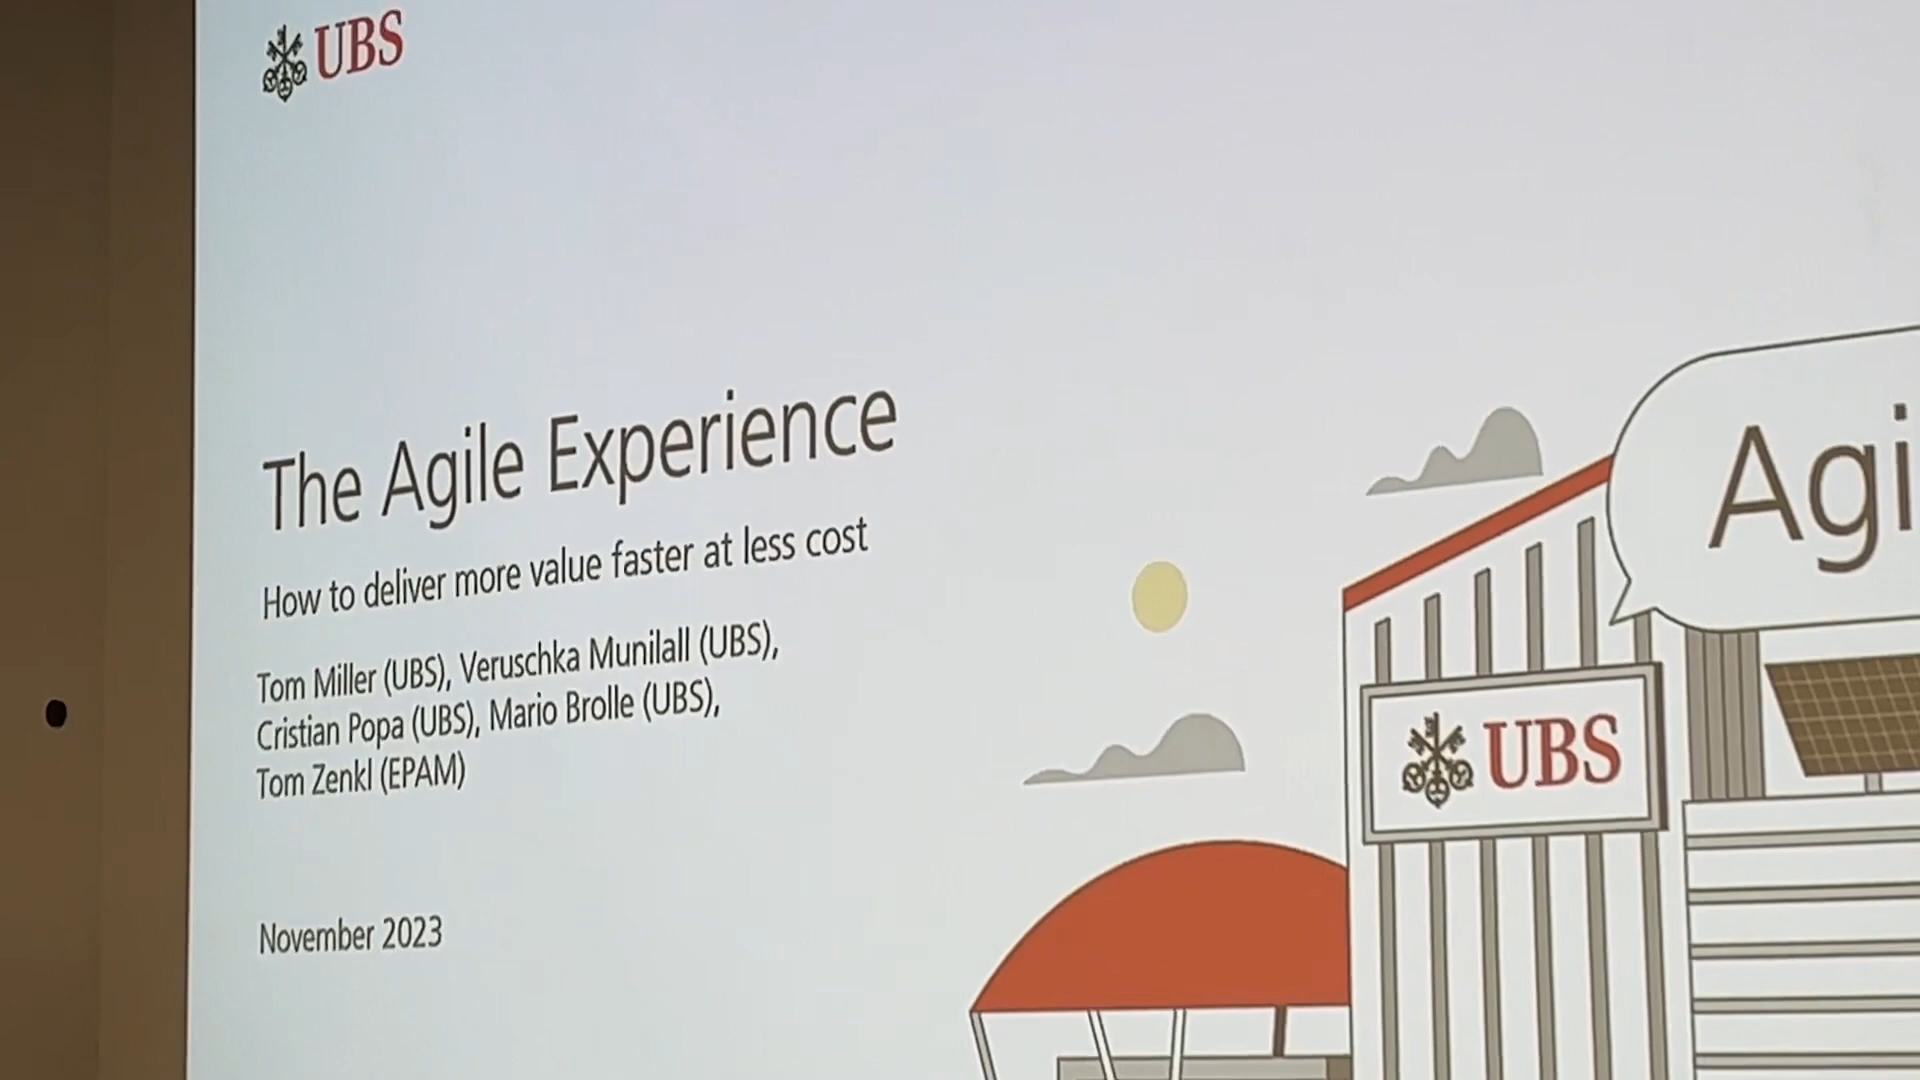 UBS
The Agile Experience
How to deliver more value faster at less cost
Tom Miller (UBS), Veruschka Munilall (UBS),
Cristian Popa (UBS), Mario Brolle (UBS),
Tom Zenkl (EPAM)
November 2023
Agi
UBS